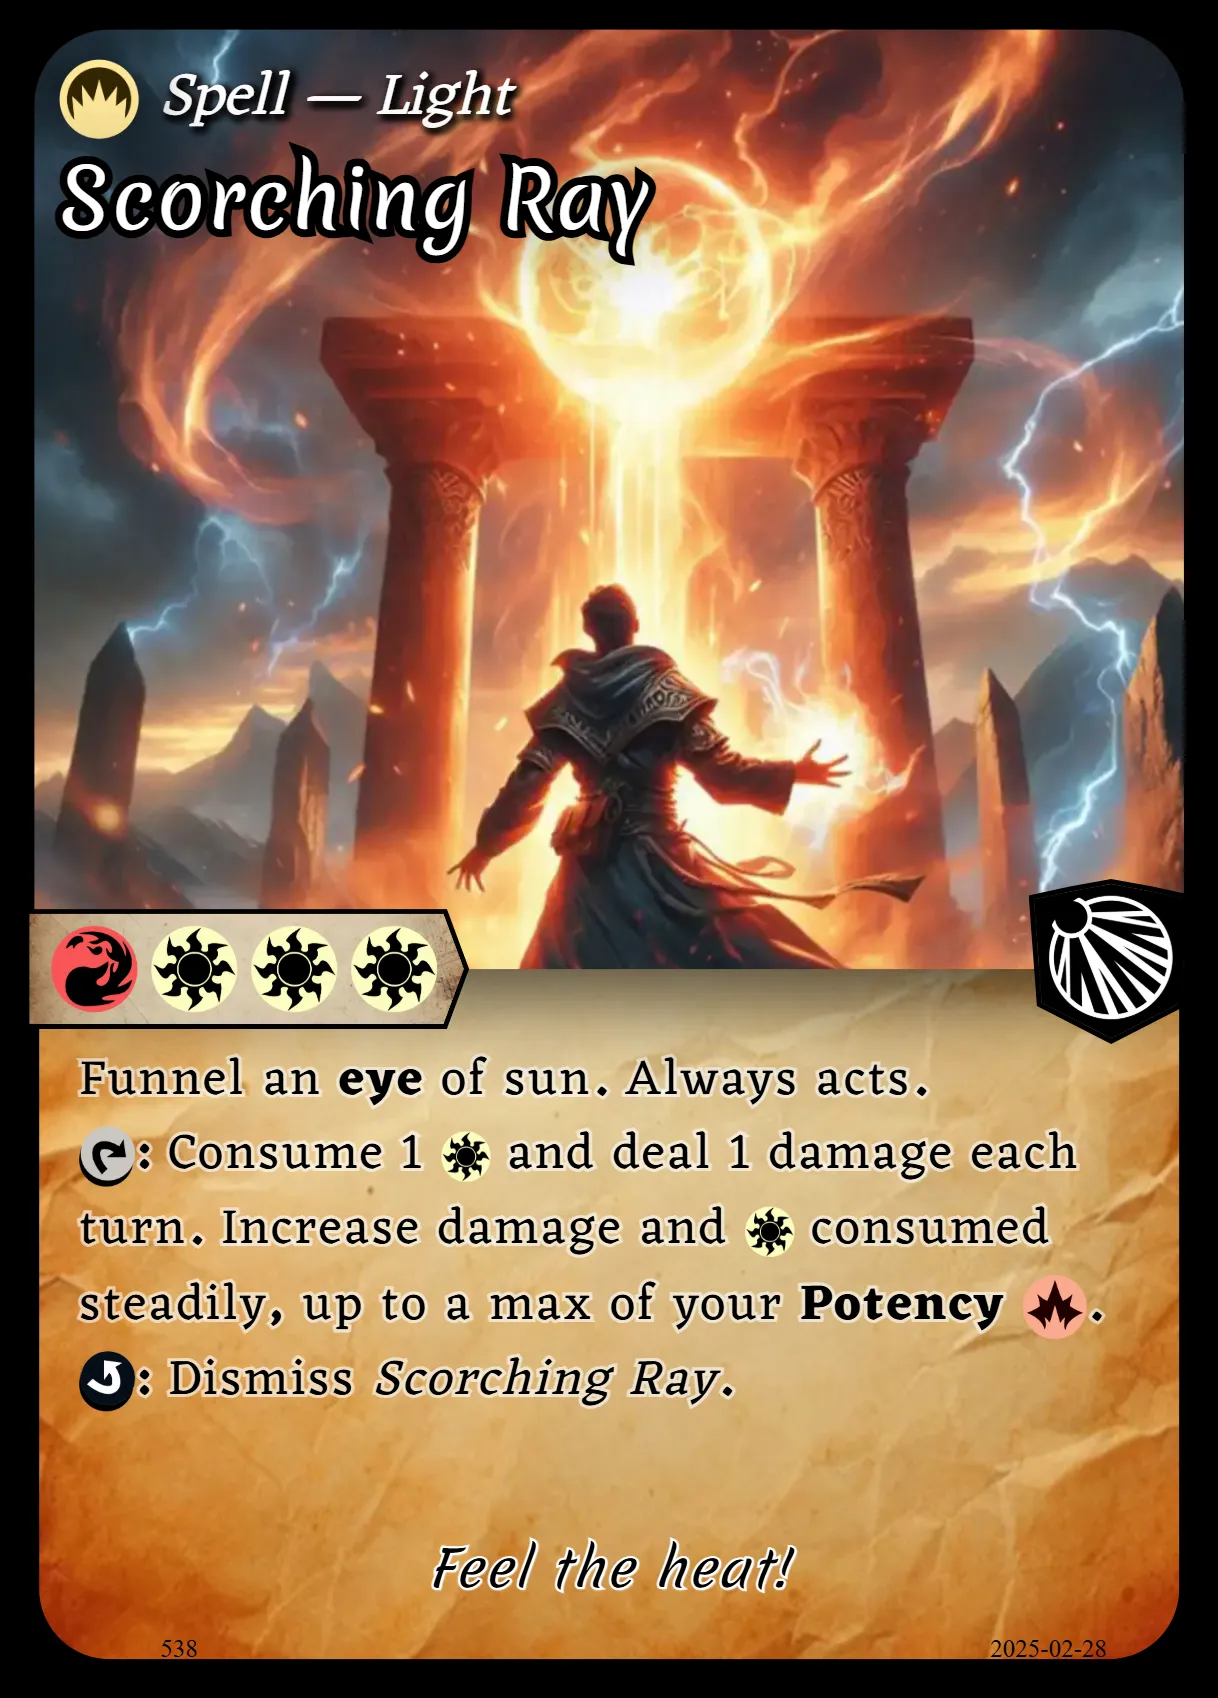 Spell — Light
Scorching Ray
Funnel an eye of sun. Always acts.
: Consume 1 and deal 1 damage each
turn. Increase damage and consumed
steadily, up to a max of your Potency .
: Dismiss Scorching Ray.
Feel the heat!
538
2025-02-28